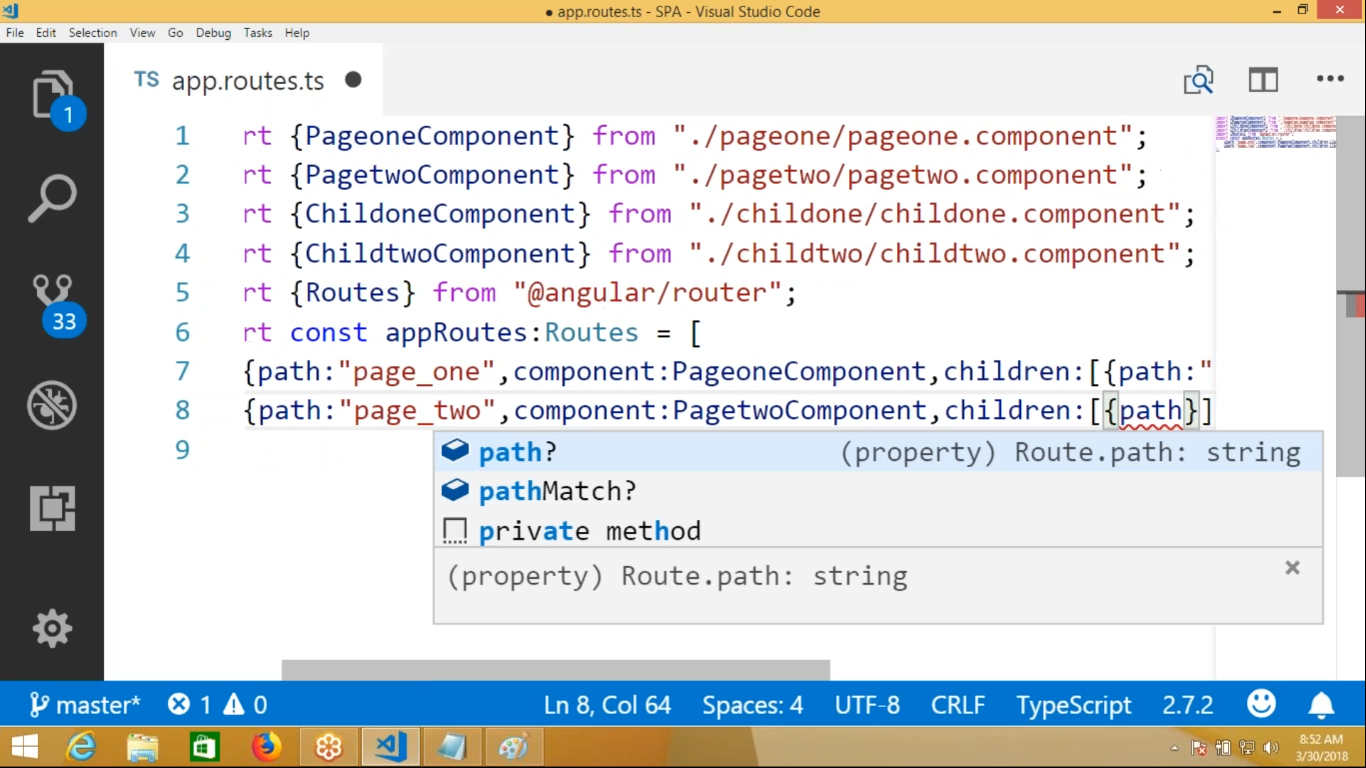 ● app.routes.ts - SPA - Visual Studio Code
File Edit Selection View Go Debug Tasks Help
TS app.routes.ts ●
1
33
1 rt {PageoneComponent} from "./pageone/pageone.component";
2 rt {PagetwoComponent} from "./pagetwo/pagetwo.component";
3 rt {ChildoneComponent} from "./childone/childone.component";
4 rt {ChildtwoComponent} from "./childtwo/childtwo.component";
5 rt {Routes} from "@angular/router";
6 rt const appRoutes:Routes = [
7 {path:"page_one",component:PageoneComponent,children:[{path:"
8 {path:"page_two",component:PagetwoComponent,children:[{path}]
9
path? (property) Route.path: string
pathMatch?
private method
(property) Route.path: string
master* 1 0 Ln 8, Col 64 Spaces: 4 UTF-8 CRLF TypeScript 2.7.2
8:52 AM
3/30/2018